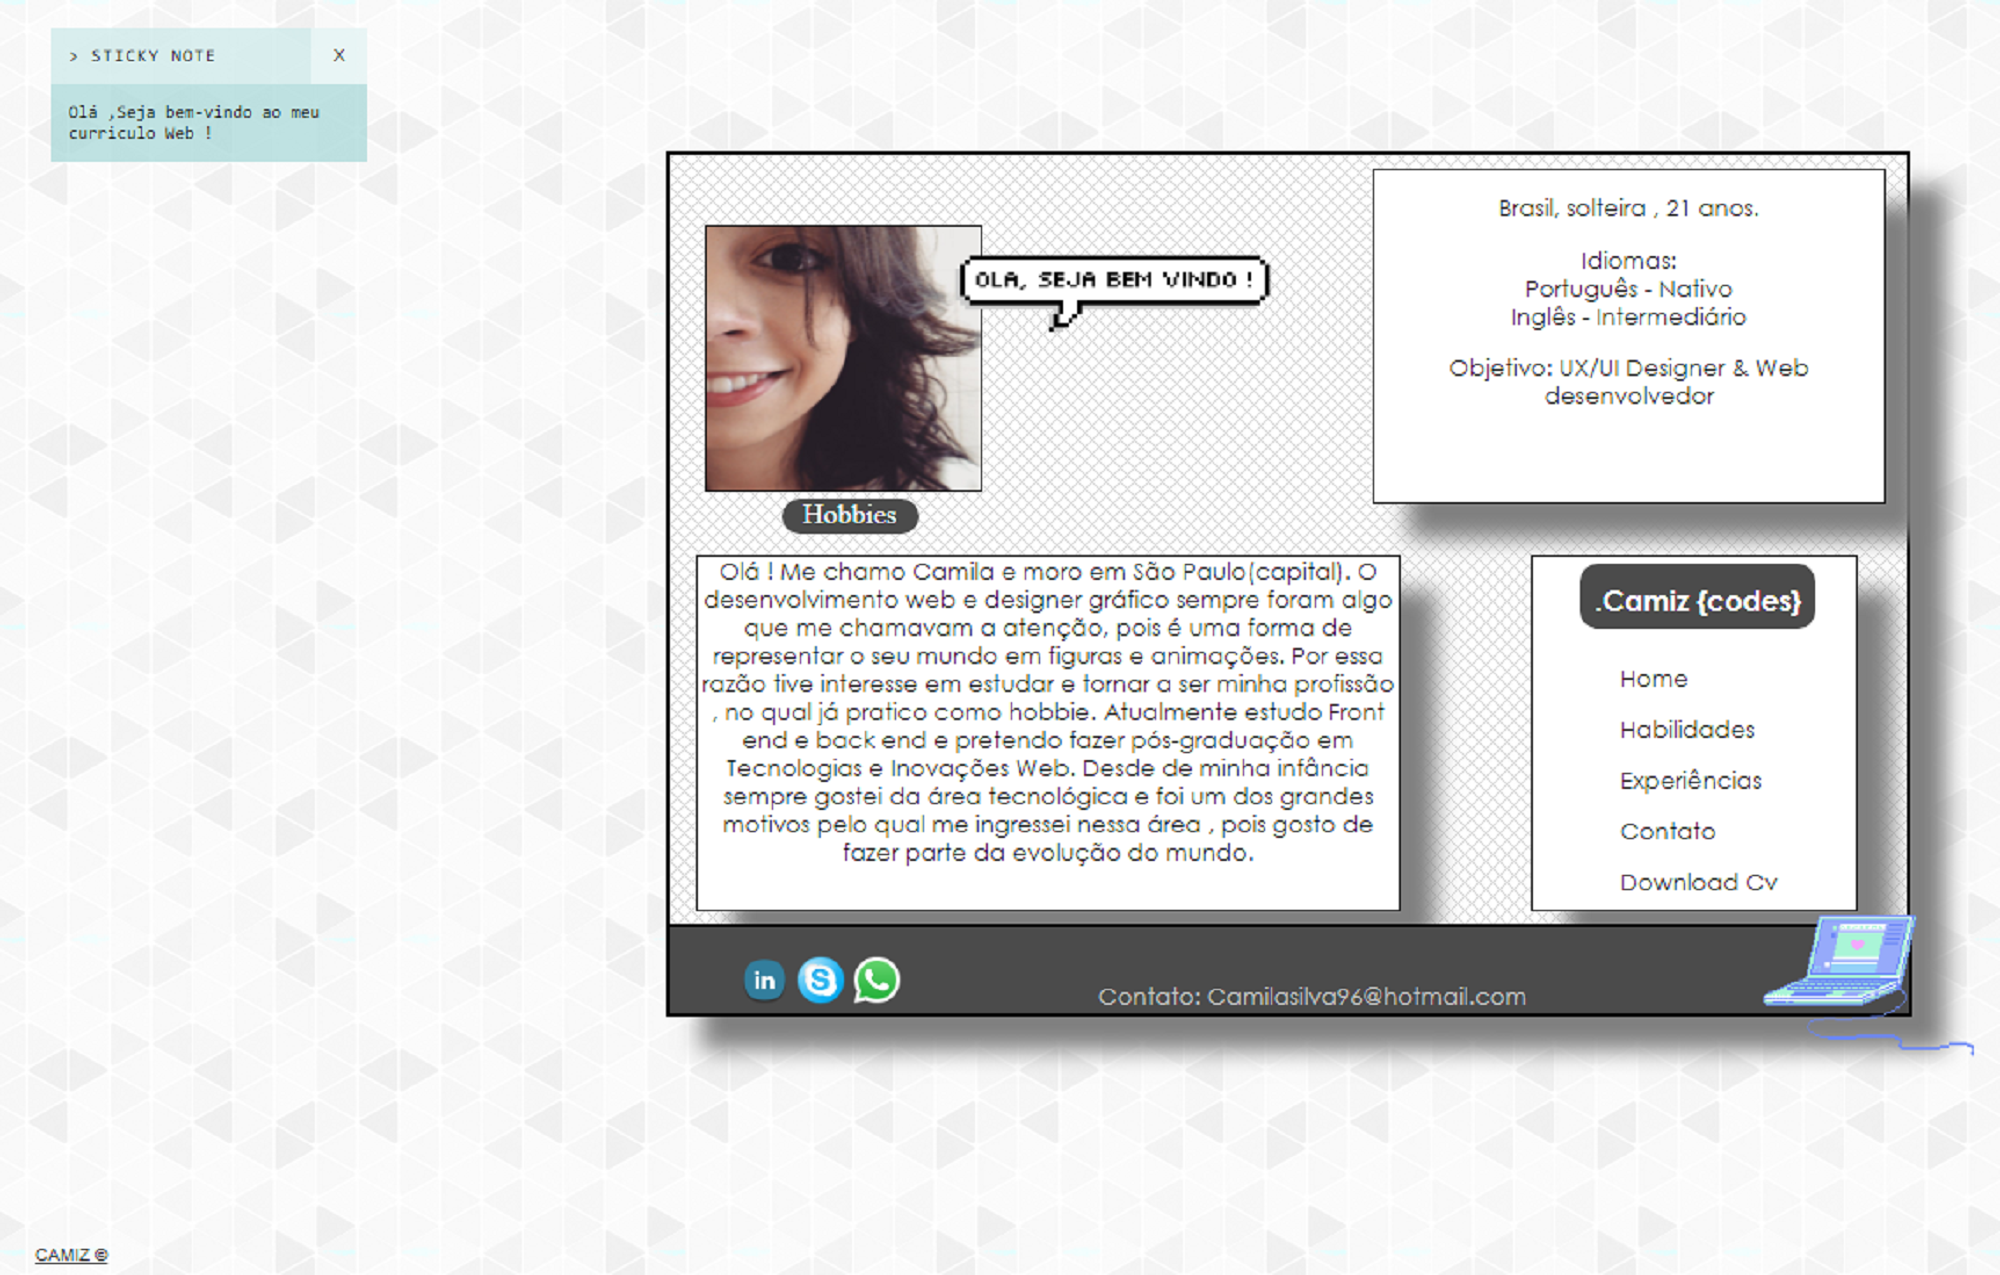 > STICKY NOTE
X
Olá ,Seja bem-vindo ao meu
curriculo Web !
OLA, SEJA BEM VINDO !
Brasil, solteira , 21 anos.
Idiomas:
Português - Nativo
Inglês - Intermediário
Objetivo: UX/UI Designer & Web
desenvolvedor
Hobbies
Olá ! Me chamo Camila e moro em São Paulo(capital). O
desenvolvimento web e designer gráfico sempre foram algo
que me chamavam a atenção, pois é uma forma de
representar o seu mundo em figuras e animações. Por essa
razão tive interesse em estudar e tornar a ser minha profissão
, no qual já pratico como hobbie. Atualmente estudo Front
end e back end e pretendo fazer pós-graduação em
Tecnologias e Inovações Web. Desde de minha infância
sempre gostei da área tecnológica e foi um dos grandes
motivos pelo qual me ingressei nessa área , pois gosto de
fazer parte da evolução do mundo.
.Camiz {codes}
Home
Habilidades
Experiências
Contato
Download Cv
in
S
Contato: Camilasilva96@hotmail.com
CAMIZ ©